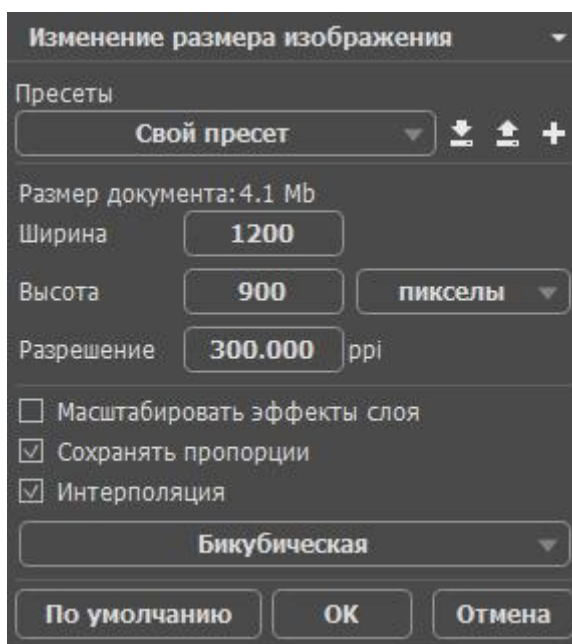 Изменение размера изображения
Пресеты
Свой пресет
Размер документа: 4.1 Mb
Ширина 1200
Высота 900 пикселы
Разрешение 300.000 ppi
Масштабировать эффекты слоя
Сохранять пропорции
Интерполяция
Бикубическая
По умолчанию OK Отмена